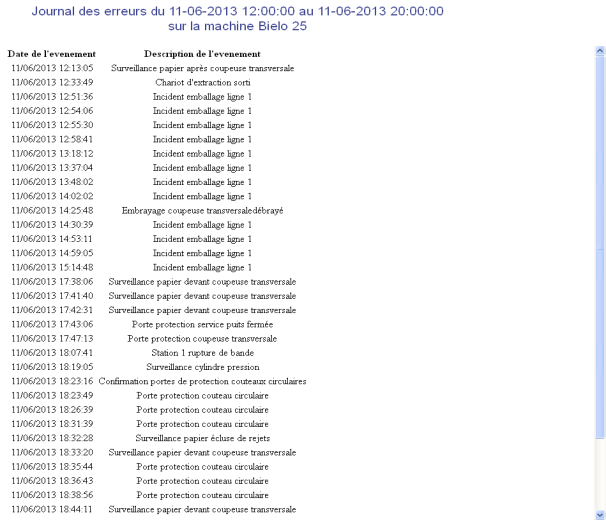 Journal des erreurs du 11-06-2013 12:00:00 au 11-06-2013 20:00:00
sur la machine Bielo 25
Date de l'evenement Description de l'evenement
11/06/2013 12:13:05 Surveillance papier après coupeuse transversale
11/06/2013 12:33:49 Chariot d'extraction sorti
11/06/2013 12:51:36 Incident emballage ligne 1
11/06/2013 12:54:06 Incident emballage ligne 1
11/06/2013 12:55:30 Incident emballage ligne 1
11/06/2013 12:58:41 Incident emballage ligne 1
11/06/2013 13:18:12 Incident emballage ligne 1
11/06/2013 13:37:04 Incident emballage ligne 1
11/06/2013 13:48:02 Incident emballage ligne 1
11/06/2013 14:02:02 Incident emballage ligne 1
11/06/2013 14:25:48 Embrayage coupeuse transversaledébrayé
11/06/2013 14:30:39 Incident emballage ligne 1
11/06/2013 14:53:11 Incident emballage ligne 1
11/06/2013 14:59:05 Incident emballage ligne 1
11/06/2013 15:14:48 Incident emballage ligne 1
11/06/2013 17:38:06 Surveillance papier devant coupeuse transversale
11/06/2013 17:41:40 Surveillance papier devant coupeuse transversale
11/06/2013 17:42:31 Surveillance papier devant coupeuse transversale
11/06/2013 17:43:06 Porte protection service puits fermée
11/06/2013 17:47:13 Porte protection coupeuse transversale
11/06/2013 18:07:41 Station 1 rupture de bande
11/06/2013 18:19:05 Surveillance cylindre pression
11/06/2013 18:23:16 Confirmation portes de protection couteaux circulaires
11/06/2013 18:23:49 Porte protection couteau circulaire
11/06/2013 18:26:39 Porte protection couteau circulaire
11/06/2013 18:31:39 Porte protection couteau circulaire
11/06/2013 18:32:28 Surveillance papier écluse de rejets
11/06/2013 18:33:20 Surveillance papier devant coupeuse transversale
11/06/2013 18:35:44 Porte protection couteau circulaire
11/06/2013 18:36:43 Porte protection couteau circulaire
11/06/2013 18:38:56 Porte protection couteau circulaire
11/06/2013 18:44:11 Surveillance papier devant coupeuse transversale